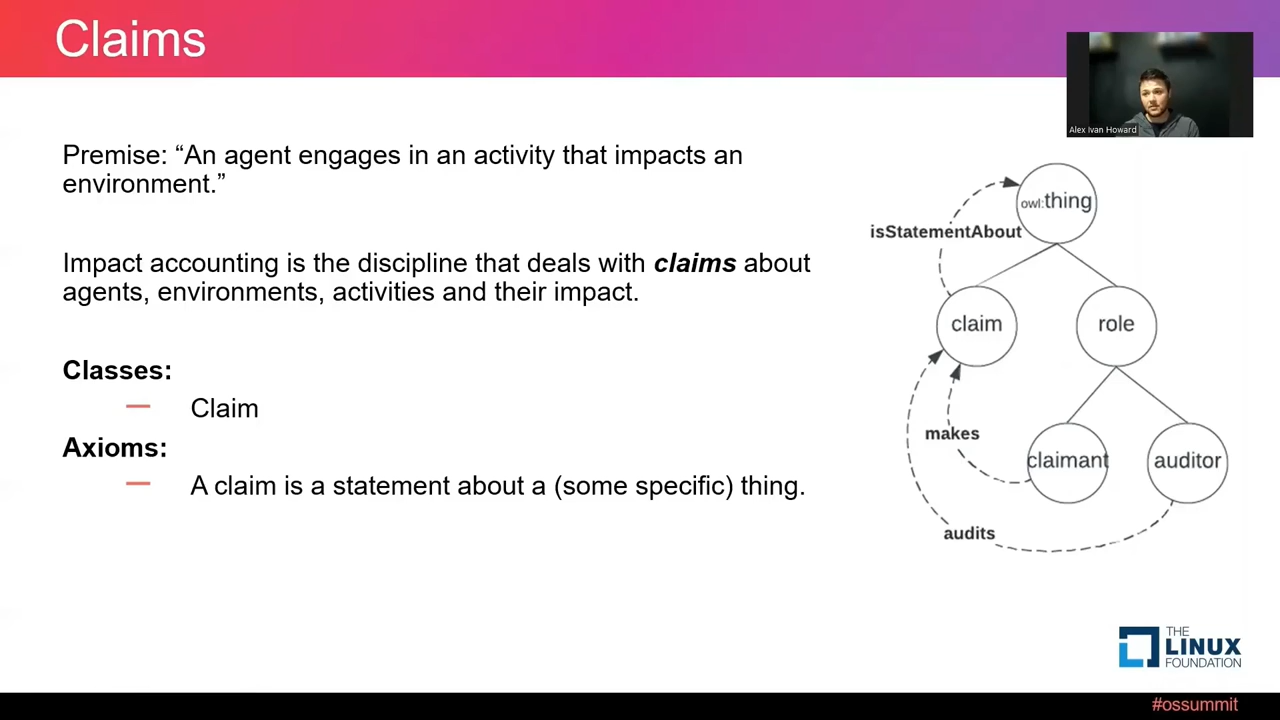 Claims
Alex Ivan Howard
Premise: “An agent engages in an activity that impacts an
environment.”
Impact accounting is the discipline that deals with claims about
agents, environments, activities and their impact.
Classes:
— Claim
Axioms:
— A claim is a statement about a (some specific) thing.
owl:thing
isStatementAbout
claim
role
makes
claimant
auditor
audits
THE
LINUX
FOUNDATION
#ossummit